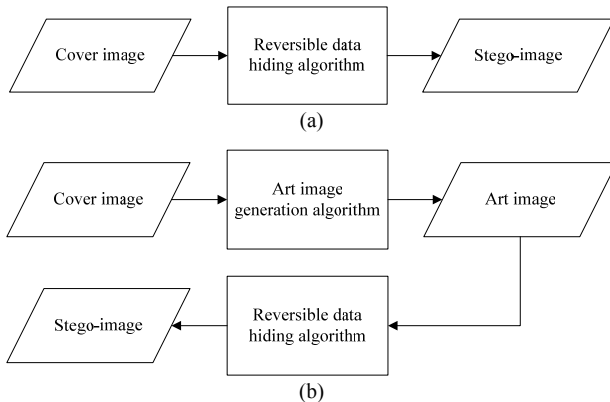 Cover image
Reversible data
hiding algorithm
Stego-image
(a)
Cover image
Art image
generation algorithm
Art image
Stego-image
Reversible data
hiding algorithm
(b)